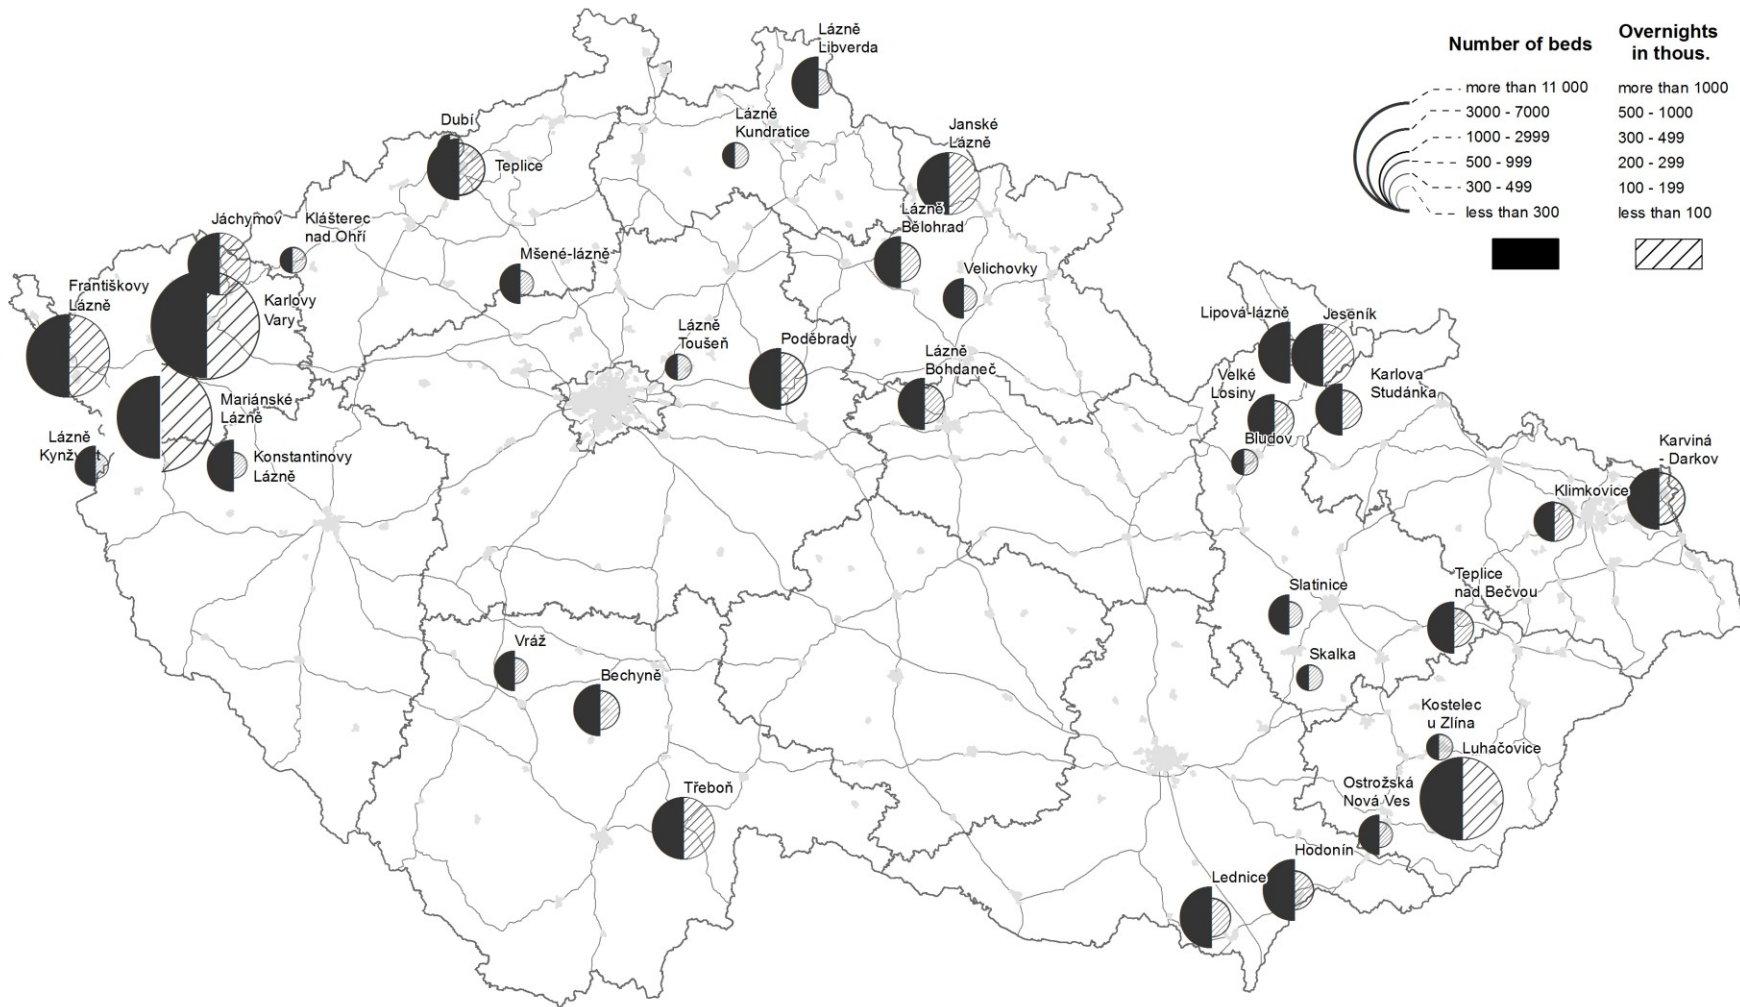 Lázně
Libverda
Number of beds
Overnights
in thous.
more than 11 000
more than 1000
3000 - 7000
500 - 1000
1000 - 2999
300 - 499
500 - 999
200 - 299
300 - 499
100 - 199
less than 300
less than 100
Dubí
Teplice
Lázně
Kundratice
Janské
Lázně
Jáchymov
Klášterec
nad Ohří
Mšené-lázně
Lázně
Bělohrad
Velichovky
Františkovy
Lázně
Karlovy
Vary
Lázně
Toušeň
Poděbrady
Lázně
Bohdaneč
Lipová-lázně
Jeseník
Velké
Losiny
Karlova
Studánka
Mariánské
Lázně
Lázně
Konstantinovy
Lázně
Bludov
Karviná
- Darkov
Klimkovice
Slatinice
Teplice
nad Bečvou
Vráž
Bechyně
Skalka
Kostelec
u Zlína
Luhačovice
Třeboň
Ostrožská
Nová Ves
Hodonín
Lednice